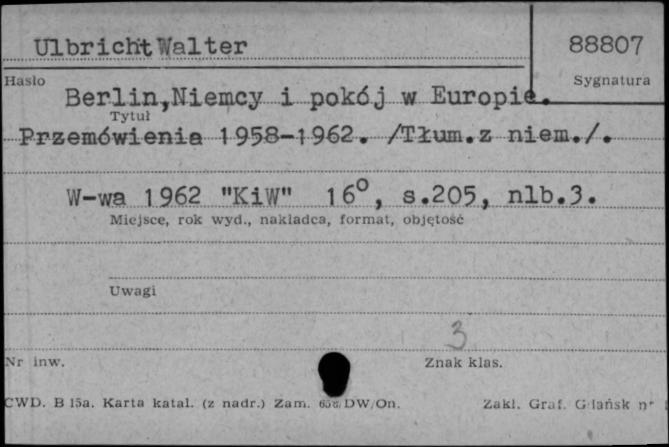 Ulbricht Walter 88807
Hasło Sygnatura
Berlin, Niemcy i pokój w Europie.
Tytuł
Przemówienia 1958-1962. /Tłum.z niem./.
W-wa 1962 "KiW" 16°, s.205, nlb.3.
Miejsce, rok wyd., nakładca, format, objętość
Uwagi
3
Nr inw. Znak klas.
CWD. B 15a. Karta katal. (z nadr.) Zam. DW/On. Zakł. Graf. Gdańsk